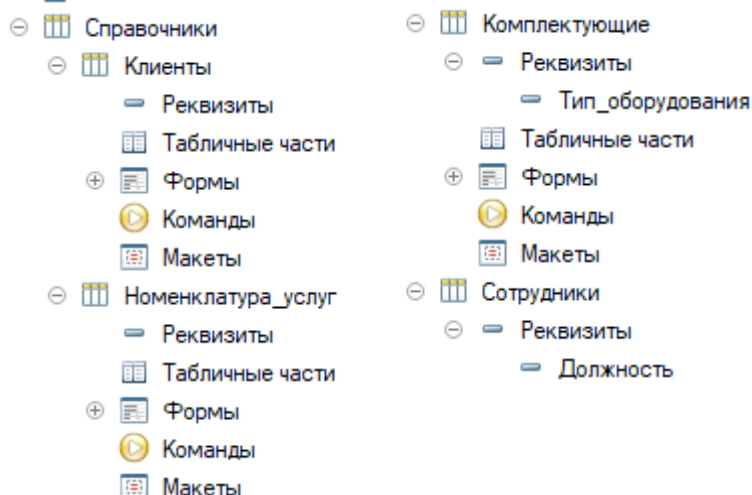 Справочники
Клиенты
Реквизиты
Табличные части
Формы
Команды
Макеты
Номенклатура_услуг
Реквизиты
Табличные части
Формы
Команды
Макеты
Комплектующие
Реквизиты
Тип_оборудования
Табличные части
Формы
Команды
Макеты
Сотрудники
Реквизиты
Должность